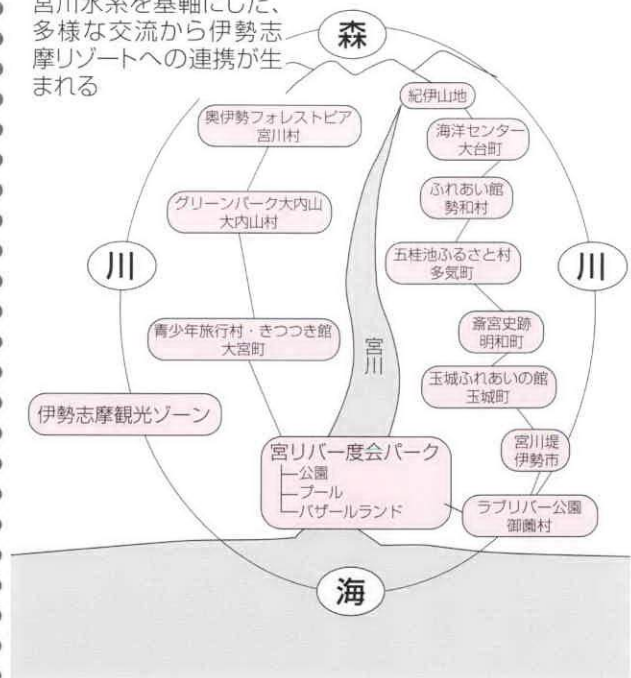 宮川水系を基軸にした、
多様な交流から伊勢志
摩リゾートへの連携が生
まれる
森
紀伊山地
奥伊勢フォレストピア
宮川村
海洋センター
大台町
グリーンパーク大内山
大内山村
ふれあい館
勢和村
川
川
五桂池ふるさと村
多気町
青少年旅行村・きつつき館
大宮町
宮川
斎宮史跡
明和町
玉城ふれあいの館
玉城町
伊勢志摩観光ゾーン
宮リバー度会パーク
公園
プール
バザールランド
宮川堤
伊勢市
ラブリバー公園
御薗村
海